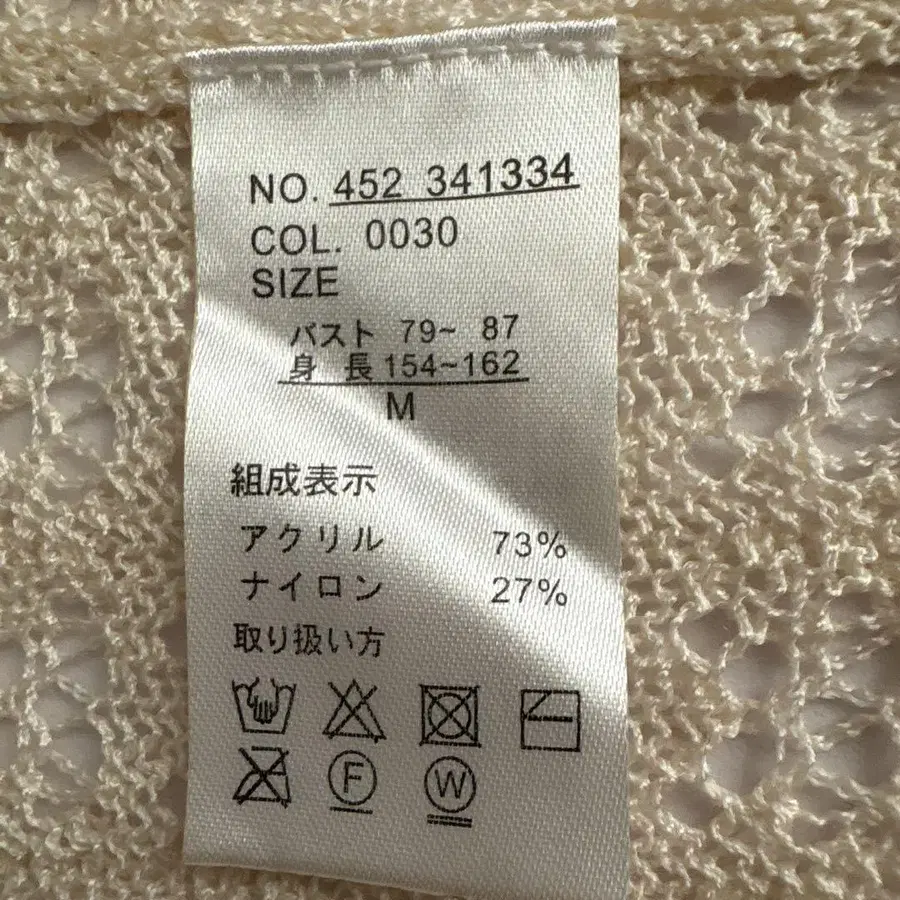 NO. 452 341334
COL. 0030
SIZE
バスト 79~ 87
身 長 154~162
M
組成表示
アクリル 73%
ナイロン 27%
取り扱い方
F W